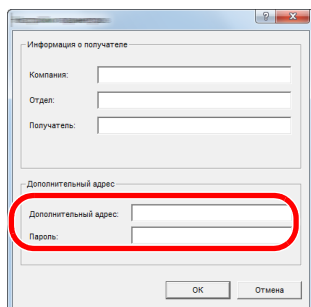 Информация о получателе
Компания:
Отдел:
Получатель:
Дополнительный адрес
Дополнительный адрес:
Пароль:
OK
Отмена